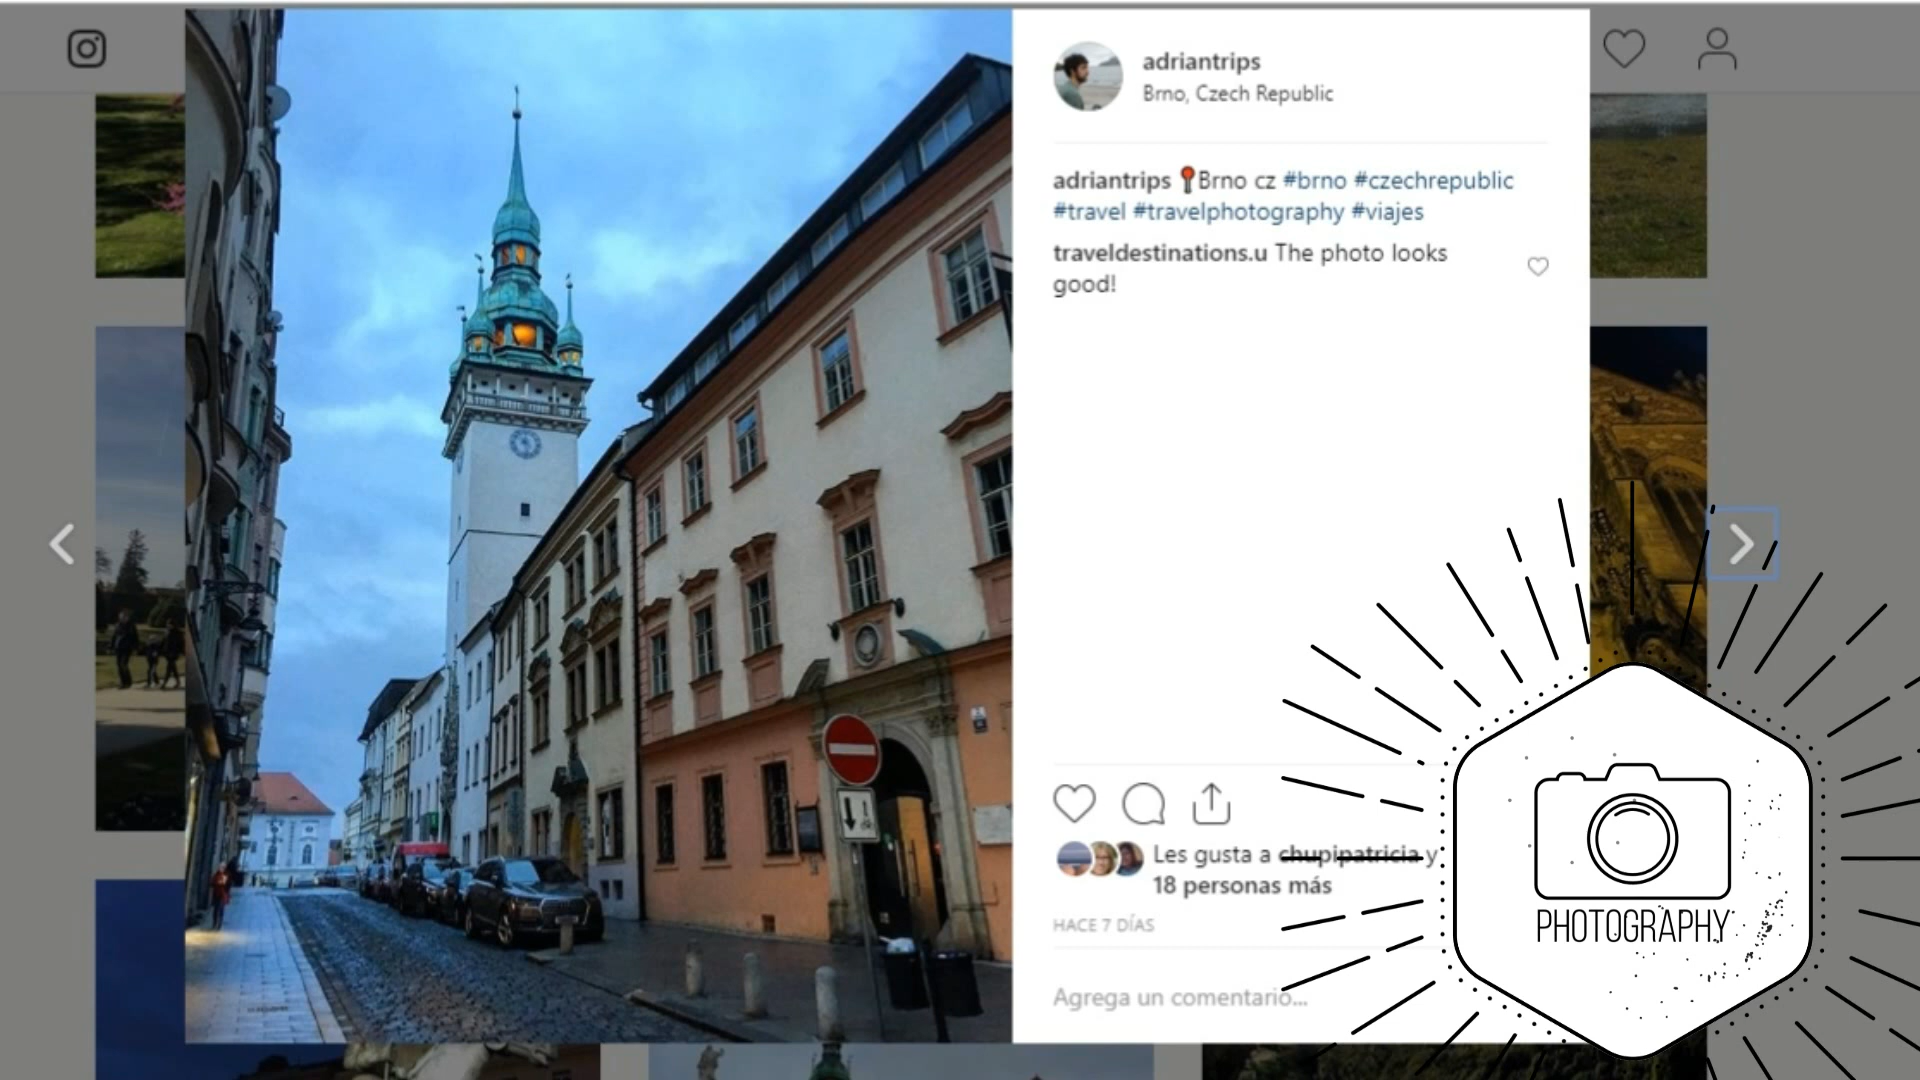 adriantrips
Brno, Czech Republic
adriantrips 📍Brno cz #brno #czechrepublic
#travel #travelphotography #viajes
traveldestinations.u The photo looks
good!
Les gusta a chupipatricia y
18 personas más
HACE 7 DÍAS
Agrega un comentario...
PHOTOGRAPHY